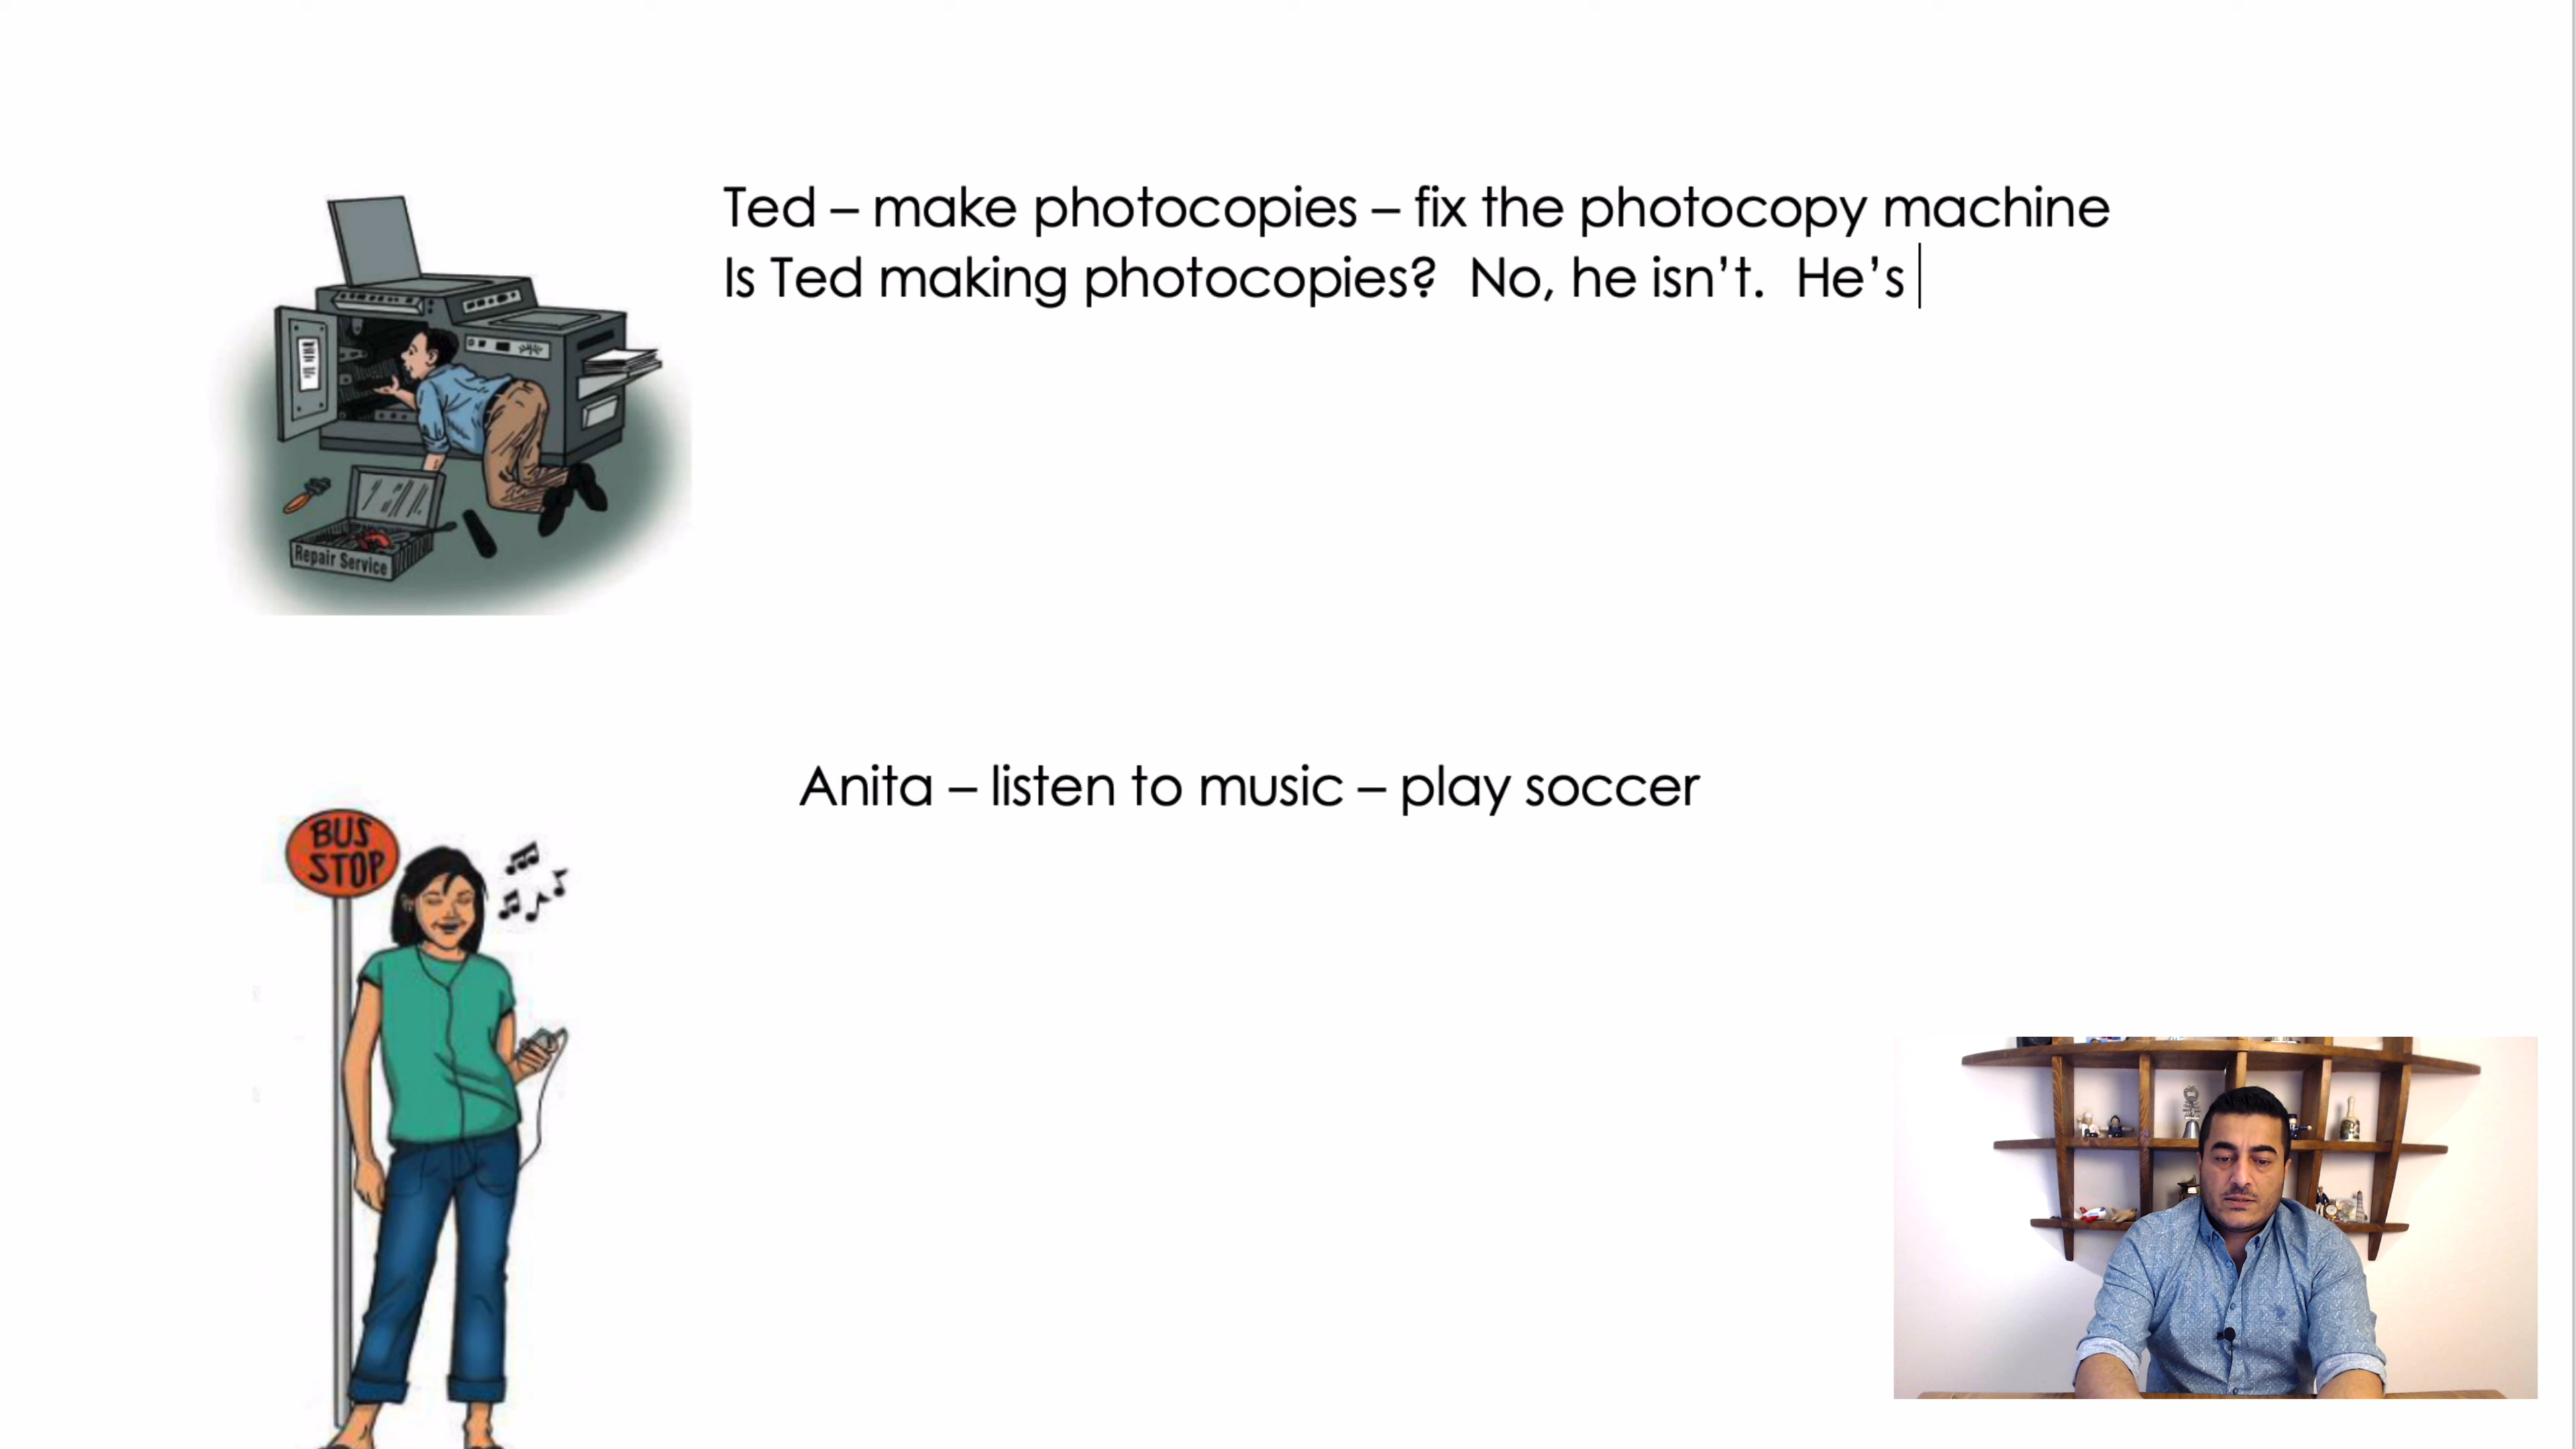 Ted – make photocopies – fix the photocopy machine
Is Ted making photocopies?  No, he isn’t.  He’s
Repair Service
Anita – listen to music – play soccer
BUS
STOP